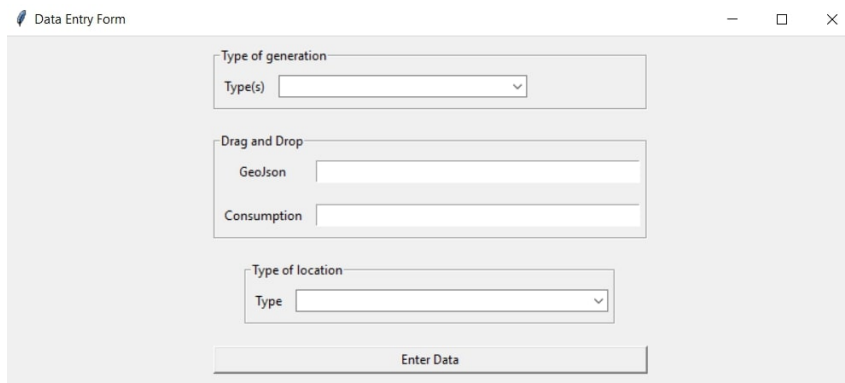 Data Entry Form
Type of generation
Type(s)
Drag and Drop
GeoJson
Consumption
Type of location
Type
Enter Data